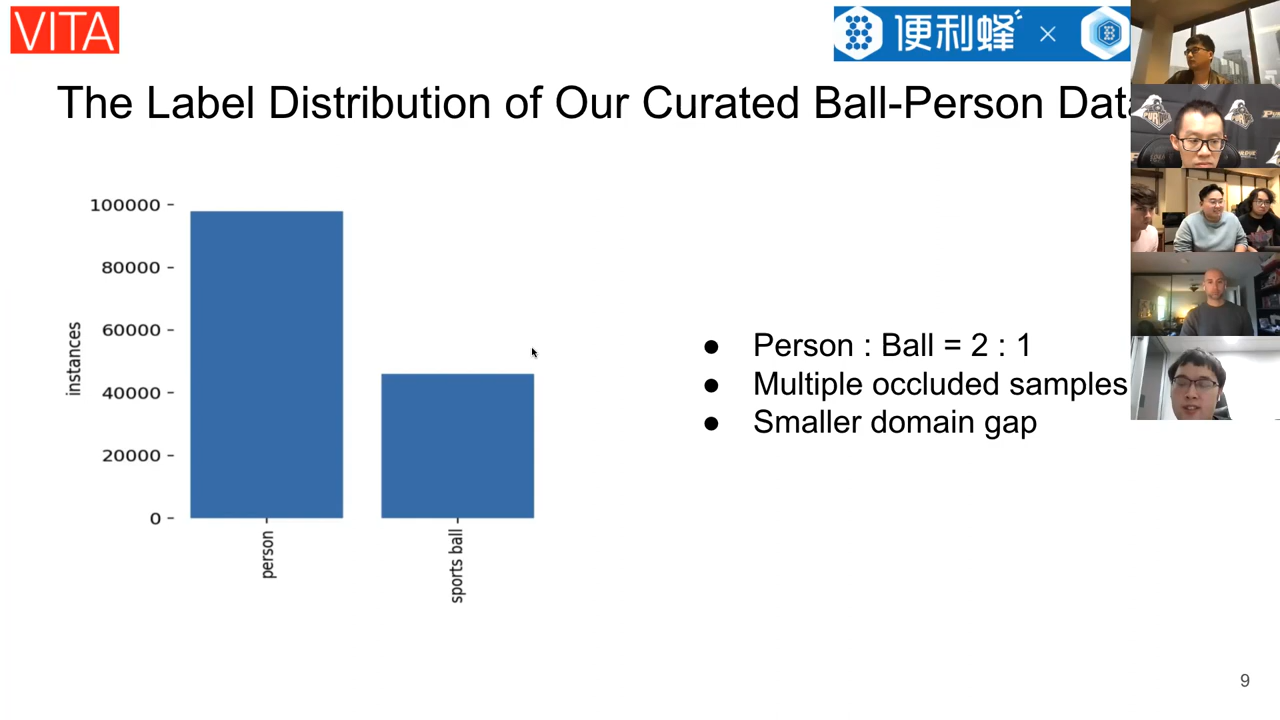 VITA
便利蜂 ×
The Label Distribution of Our Curated Ball-Person
100000
80000
60000
40000
20000
0
instances
person
sports ball
● Person : Ball = 2 : 1
● Multiple occluded samples
● Smaller domain gap
9